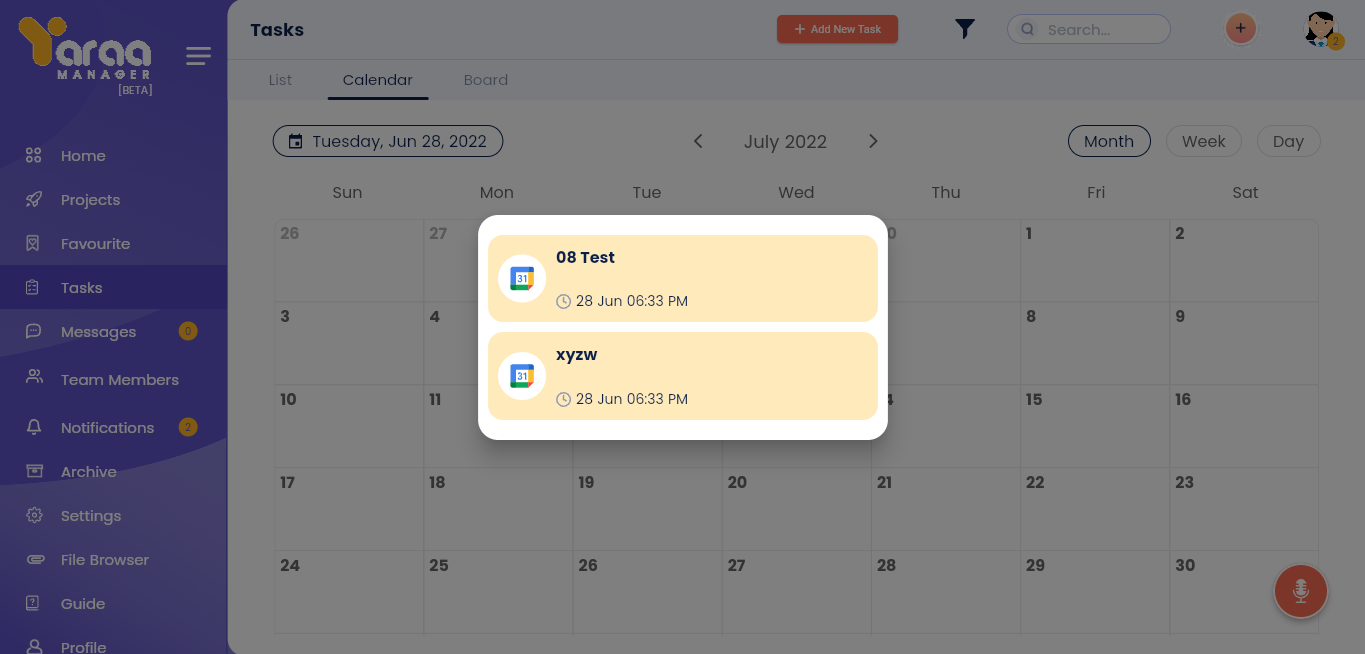 Yaraa
MANAGER
[BETA]
Home
Projects
Favourite
Tasks
Messages 0
Team Members
Notifications 2
Archive
Settings
File Browser
Guide
Profile
Tasks
+ Add New Task
Search...
+
2
List Calendar Board
Tuesday, Jun 28, 2022
July 2022
Month Week Day
Sun Mon Tue Wed Thu Fri Sat
26 27 1 2
08 Test
31
28 Jun 06:33 PM
3 4 8 9
xyzw
31
28 Jun 06:33 PM
10 11 15 16
17 18 19 20 21 22 23
24 25 26 27 28 29 30